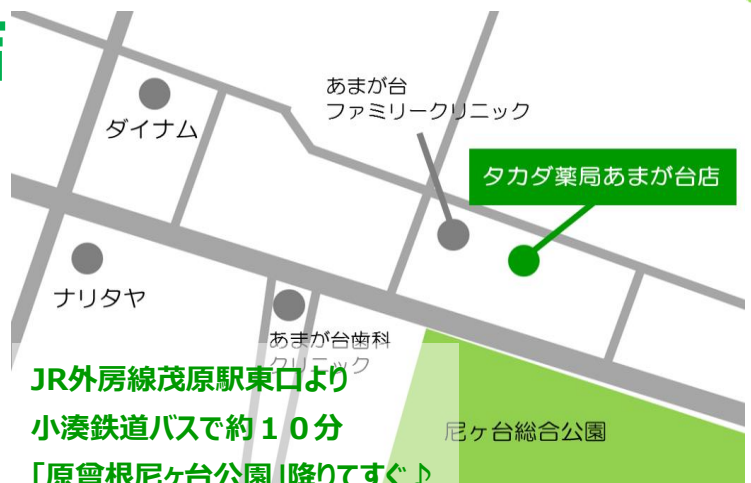 あまが台
ファミリークリニック
ダイナム
タカダ薬局あまが台店
ナリタヤ
あまが台歯科
クリニック
JR外房線茂原駅東口より
小湊鉄道バスで約１０分
尼ヶ台総合公園
「原曾根尼ヶ台公園」降りてすぐ♪